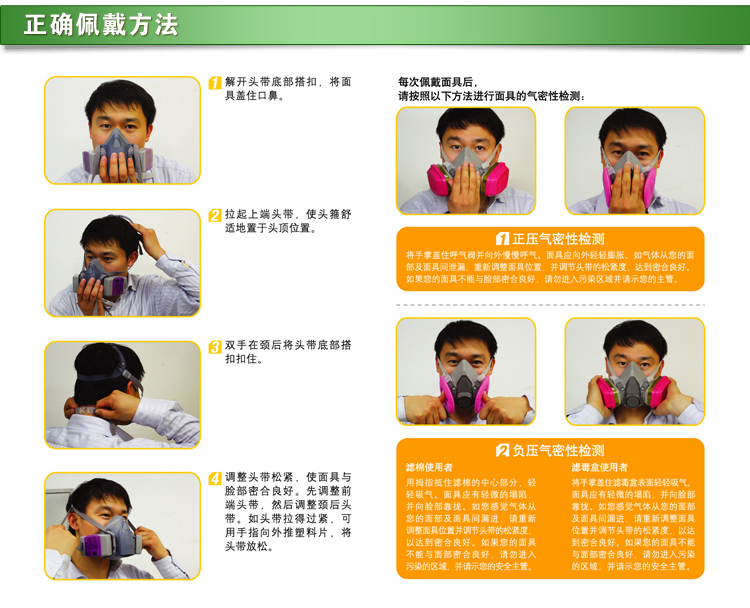 正确佩戴方法
1 解开头带底部搭扣，将面
具盖住口鼻。
2 拉起上端头带，使头箍舒
适地置于头顶位置。
3 双手在颈后将头带底部搭
扣扣住。
4 调整头带松紧，使面具与
脸部密合良好。先调整前
端头带，然后调整颈后头
带。如头带拉得过紧，可
用手指向外推塑料片，将
头带放松。
每次佩戴面具后，
请按照以下方法进行面具的气密性检测：
1 正压气密性检测
将手掌盖住呼气阀并向外慢慢呼气。面具应向外轻轻膨胀。如气体从您的面
部及面具间泄漏，重新调整面具位置，并调节头带的松紧度，达到密合良好。
如果您的面具不能与脸部密合良好，请勿进入污染区域并请示您的主管。
2 负压气密性检测
滤棉使用者
用拇指抵住滤棉的中心部分，轻
轻吸气。面具应有轻微的塌陷，
并向脸部靠拢。如您感觉气体从
您的面部及面具间漏进，请重新
调整面具位置并调节头带的松紧度，
以达到密合良好。如果您的面具
不能与面部密合良好，请勿进入
污染的区域，并请示您的安全主管。
滤毒盒使用者
将手掌盖住滤毒盒表面轻轻吸气。
面具应有轻微的塌陷，并向脸部
靠拢。如您感觉气体从您的面部
及面具间漏进，请重新调整面具
位置并调节头带的松紧度，以达
到密合良好。如果您的面具不能
与面部密合良好，请勿进入污染
的区域，并请示您的主管。